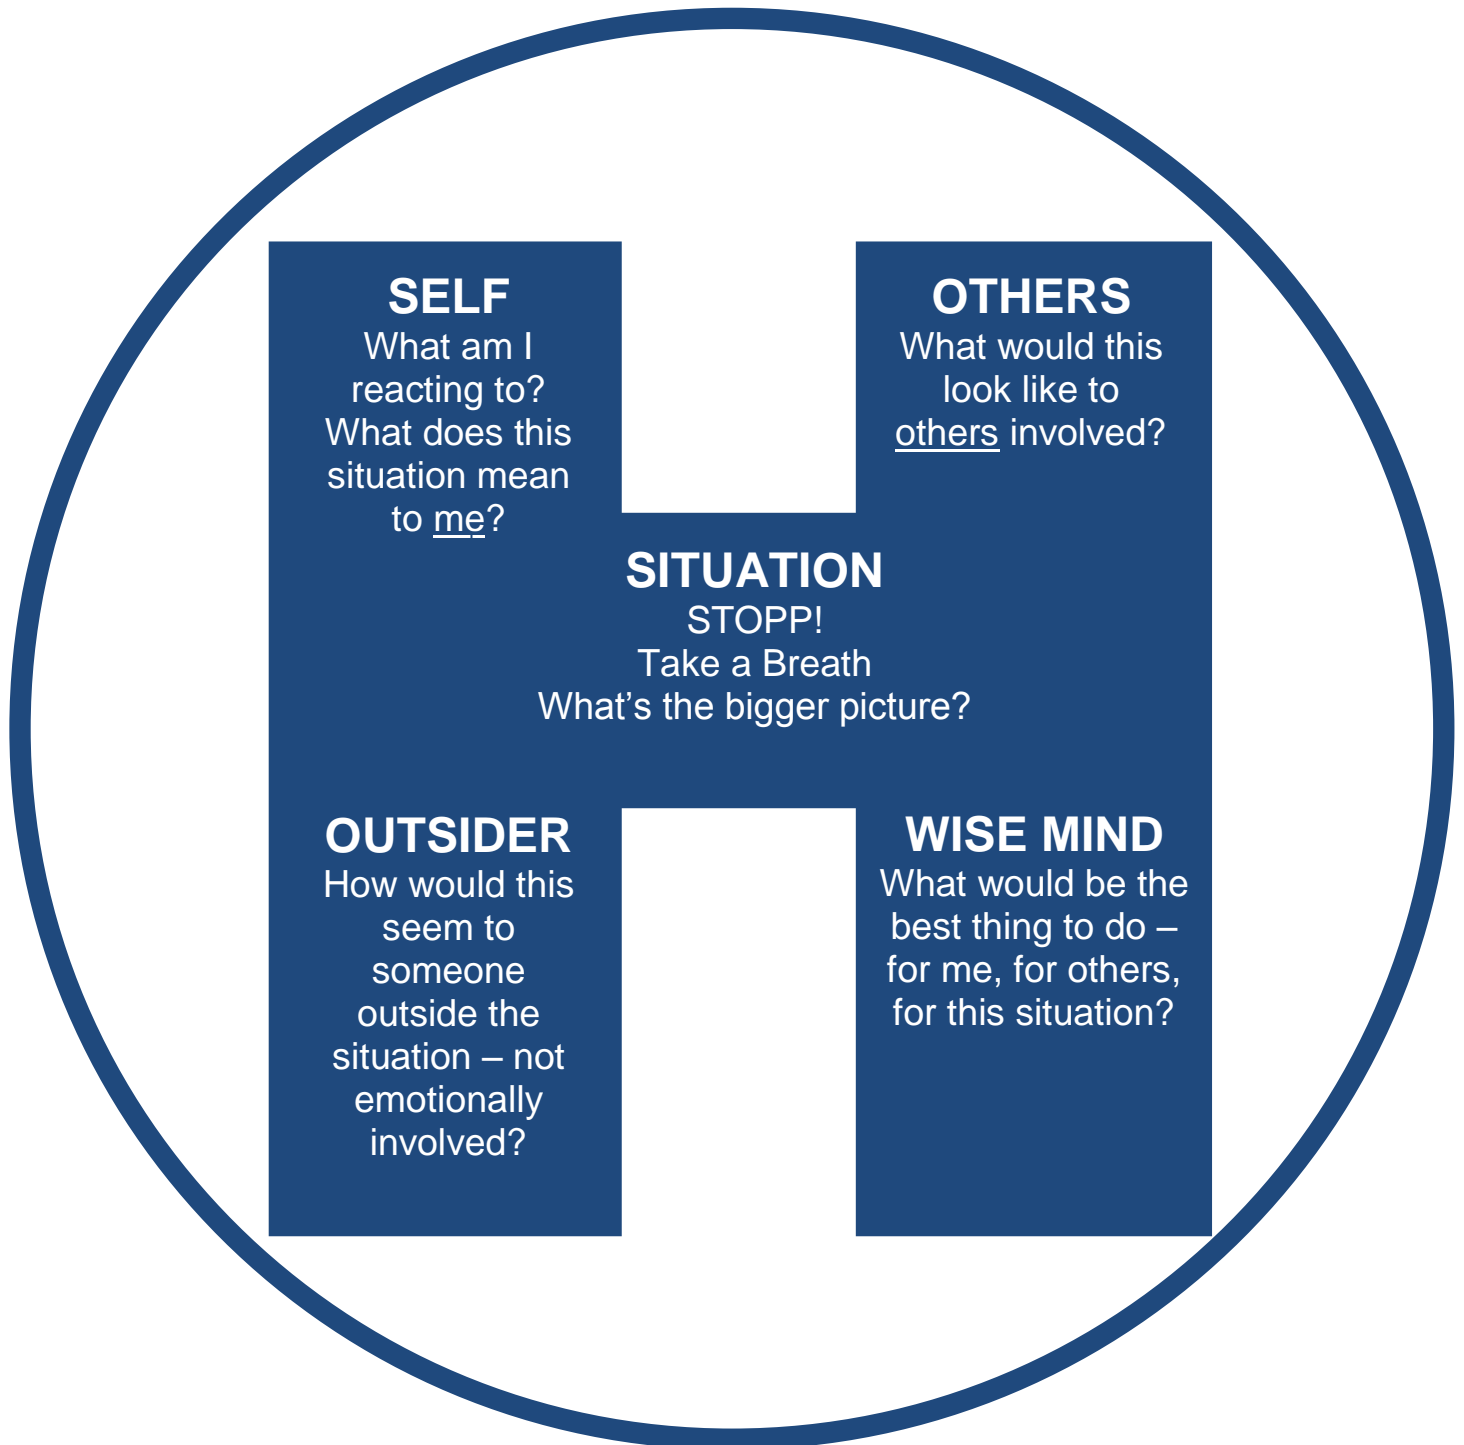 SELF
What am I
reacting to?
What does this
situation mean
to me?
OTHERS
What would this
look like to
others involved?
SITUATION
STOPP!
Take a Breath
What’s the bigger picture?
OUTSIDER
How would this
seem to
someone
outside the
situation – not
emotionally
involved?
WISE MIND
What would be the
best thing to do –
for me, for others,
for this situation?